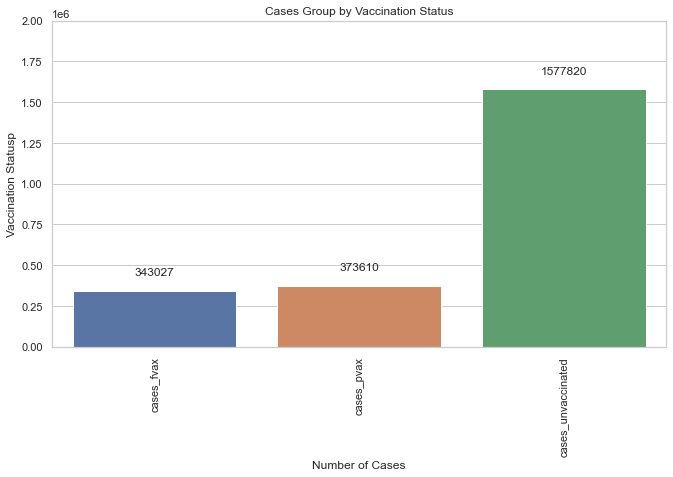 Cases Group by Vaccination Status
1e6
2.00
1.75
1.50
1.25
1.00
0.75
0.50
0.25
0.00
Vaccination Statusp
343027
373610
1577820
cases_fvax
cases_pvax
cases_unvaccinated
Number of Cases